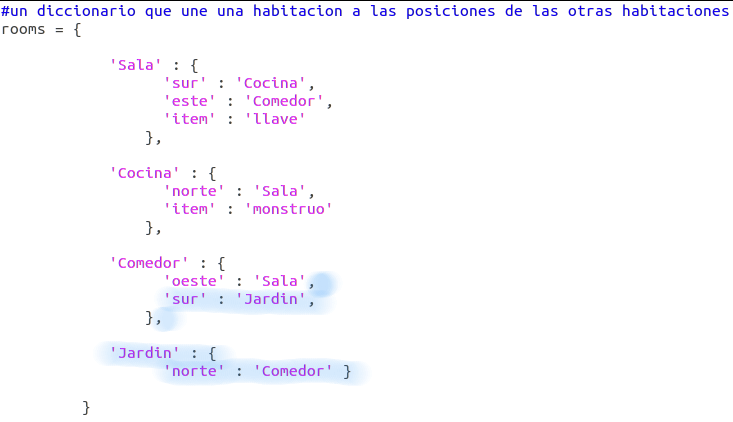 #un diccionario que une una habitacion a las posiciones de las otras habitaciones
rooms = {
'Sala' : {
'sur' : 'Cocina',
'este' : 'Comedor',
'item' : 'llave'
},
'Cocina' : {
'norte' : 'Sala',
'item' : 'monstruo'
},
'Comedor' : {
'oeste' : 'Sala',
'sur' : 'Jardin',
},
'Jardin' : {
'norte' : 'Comedor' }
}